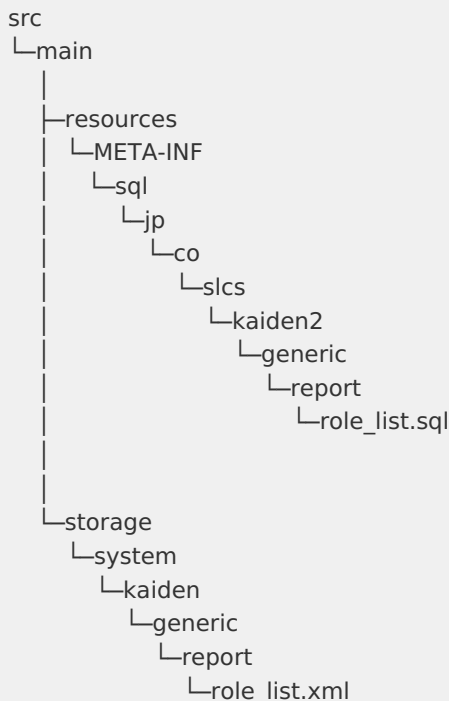 src
└─main
│
├─resources
│ └─META-INF
│ └─sql
│ └─jp
│ └─co
│ └─slcs
│ └─kaiden2
│ └─generic
│ └─report
│ └─role_list.sql
│
│
└─storage
└─system
└─kaiden
└─generic
└─report
└─role_list.xml